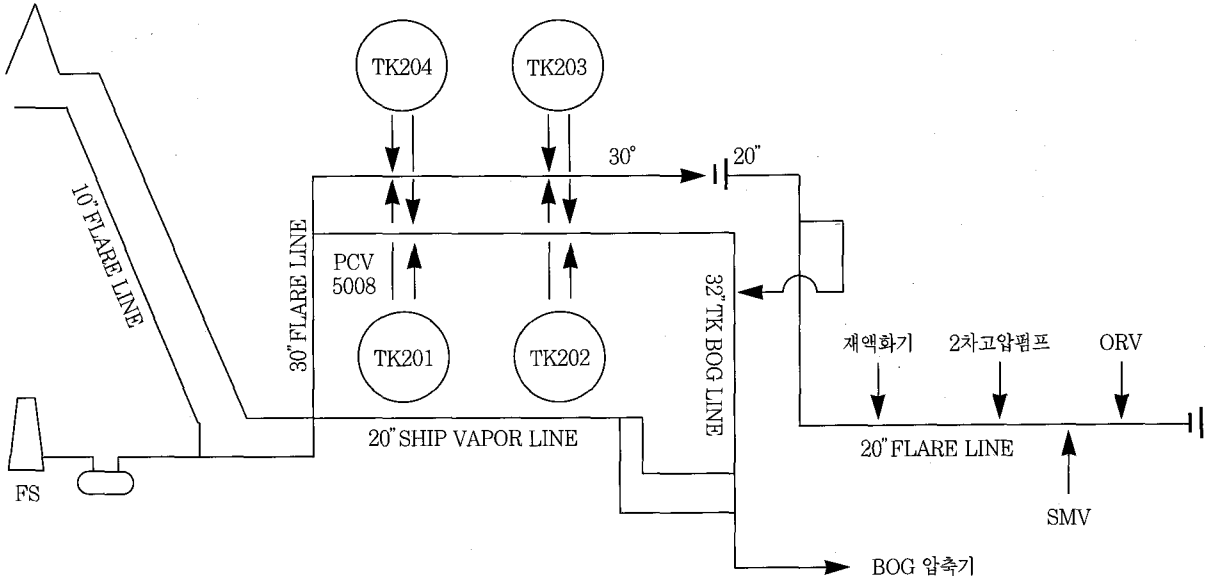 TK204
TK203
30°
20"
10"FLARE LINE
30"FLARE LINE
PCV
5008
TK201
TK202
32"TK BOG LINE
재액화기
2차고압펌프
ORV
20"SHIP VAPOR LINE
20"FLARE LINE
FS
SMV
BOG 압축기